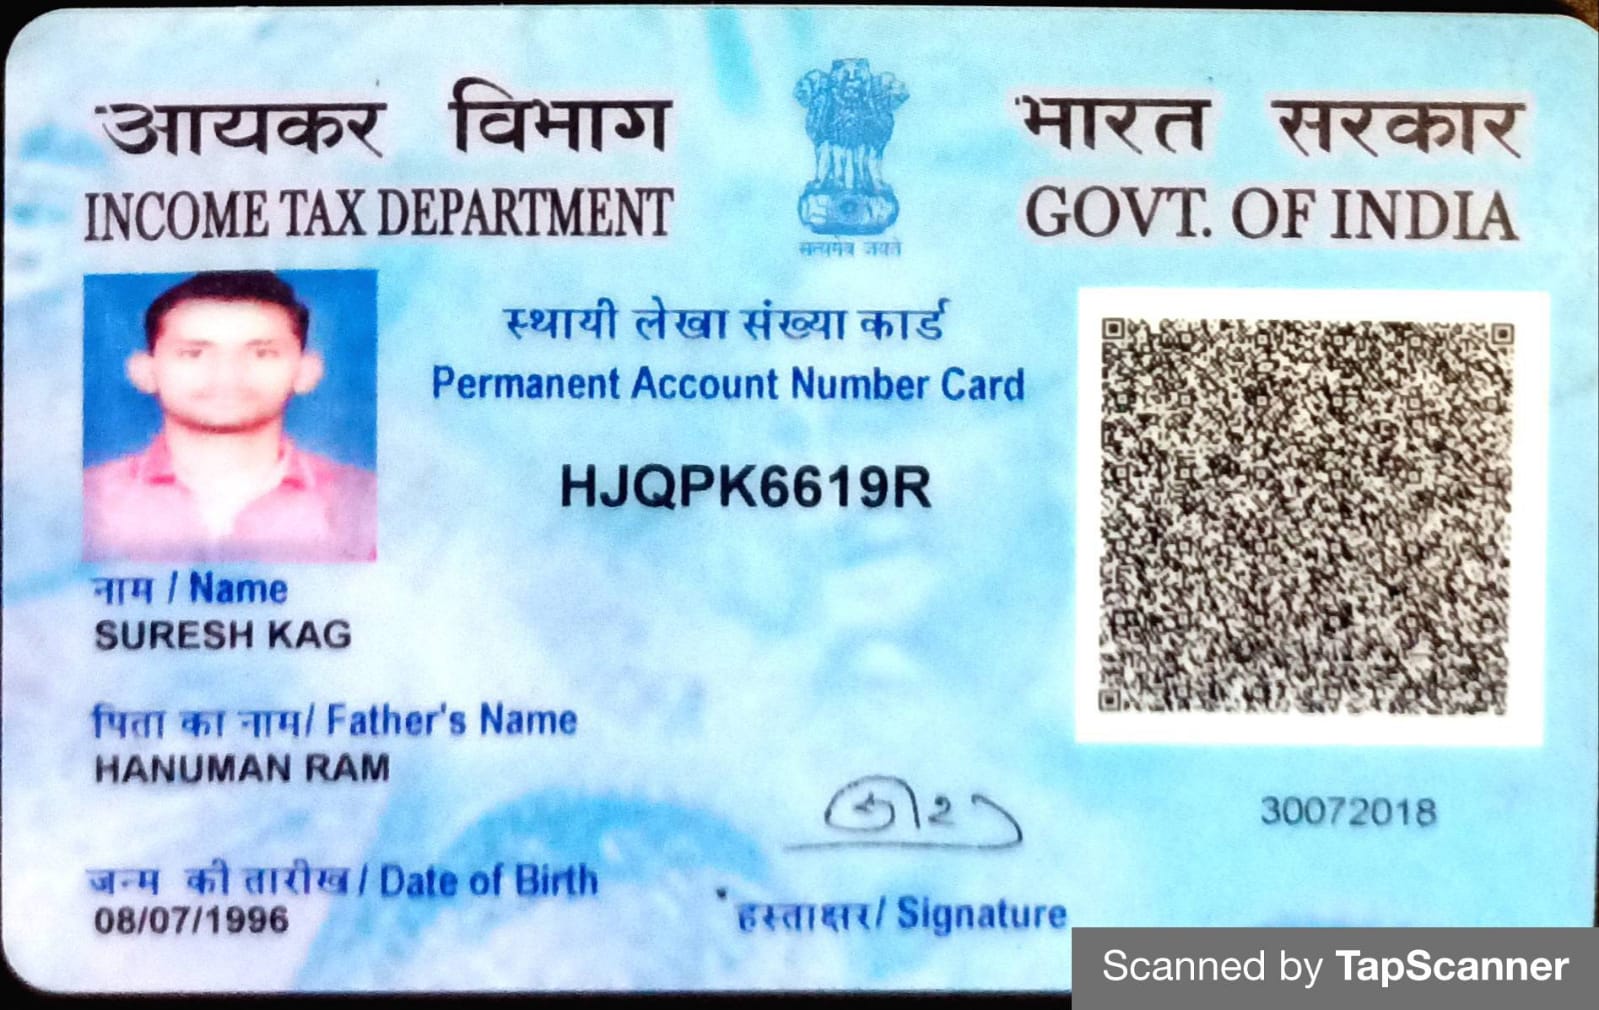 आयकर विभाग
INCOME TAX DEPARTMENT
सत्यमेव जयते
भारत सरकार
GOVT. OF INDIA
स्थायी लेखा संख्या कार्ड
Permanent Account Number Card
HJQPK6619R
नाम / Name
SURESH KAG
पिता का नाम/ Father's Name
HANUMAN RAM
जन्म की तारीख / Date of Birth
08/07/1996
हस्ताक्षर/ Signature
30072018
Scanned by TapScanner